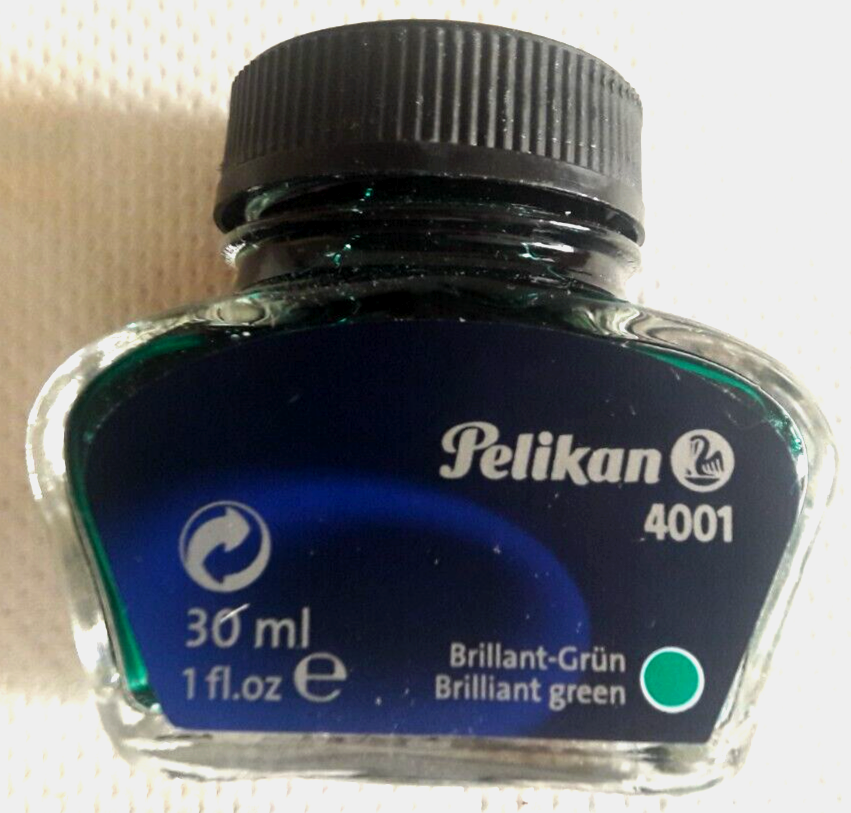 Pelikan
4001
30 ml
1 fl.oz ℮
Brillant-Grün
Brilliant green